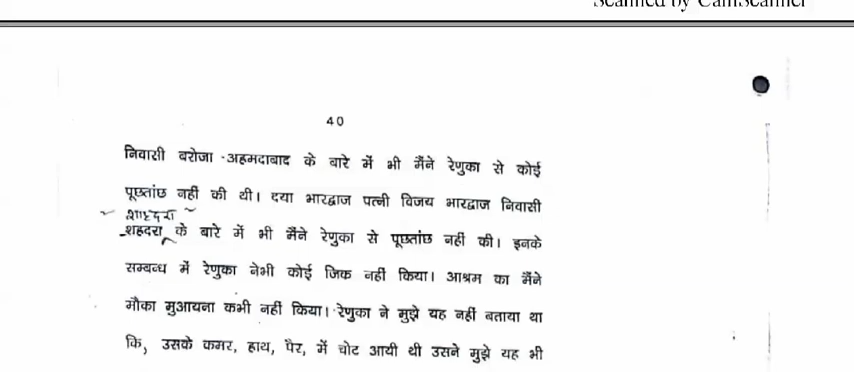 Scanned by CamScanner
40
निवासी बरोजा अहमदाबाद के बारे में भी मैंने रेणुका से कोई
पूछतांछ नहीं की थी। दया भारद्वाज पत्नी विजय भारद्वाज निवासी
शाहदरा
शहदरा के बारे में भी मैंने रेणुका से पूछतांछ नहीं की। इनके
सम्बन्ध में रेणुका नेभी कोई जिक नहीं किया। आश्रम का मैंने
मौका मुआयना कभी नहीं किया। रेणुका ने मुझे यह नहीं बताया था
कि, उसके कमर, हाथ, पैर, में चोट आयी थी उसने मुझे यह भी